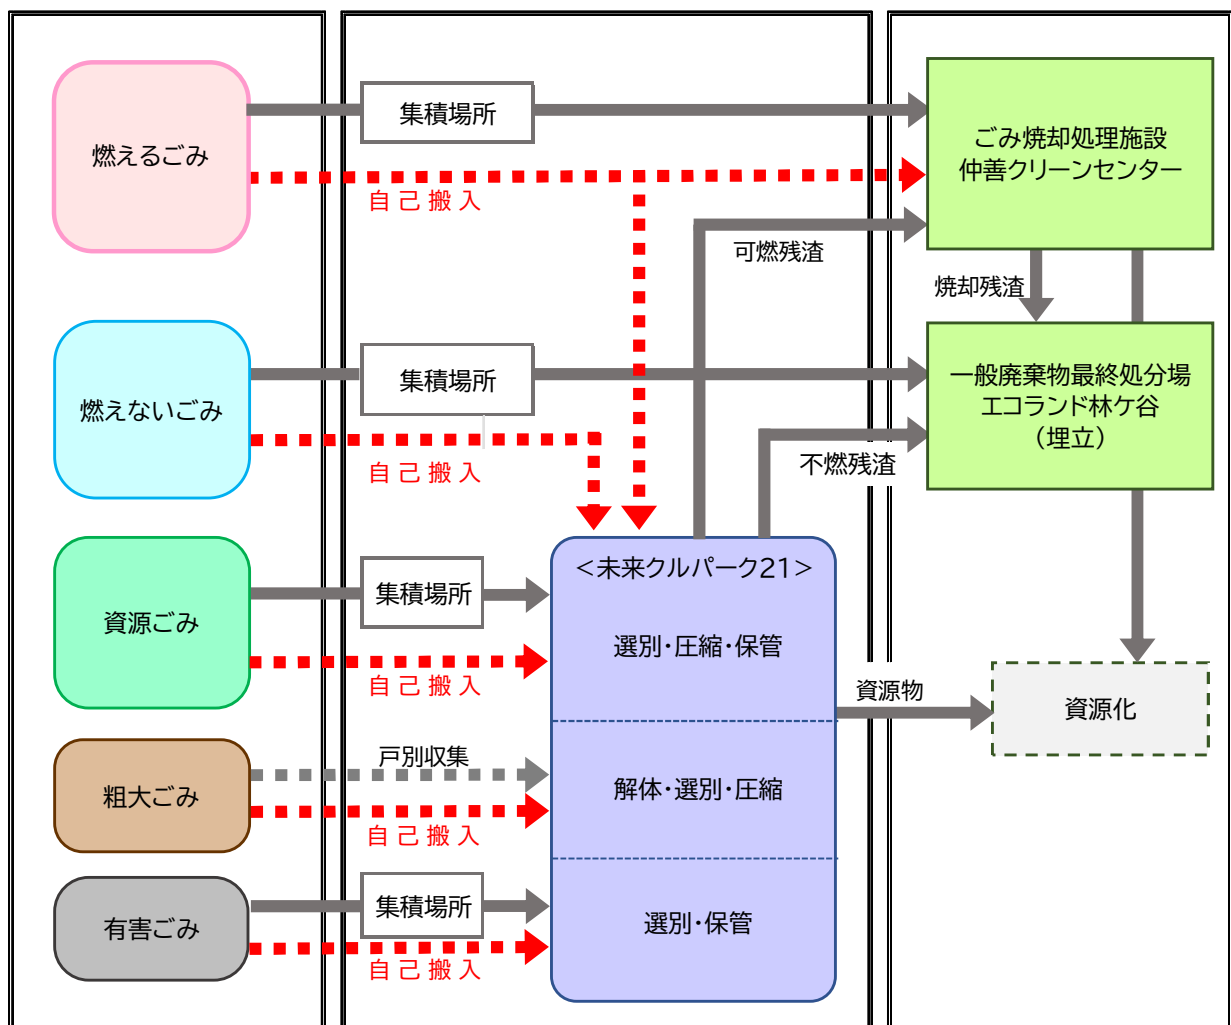 燃えるごみ
集積場所
自己搬入
ごみ焼却処理施設
仲善クリーンセンター
可燃残渣
焼却残渣
燃えないごみ
集積場所
自己搬入
一般廃棄物最終処分場
エコランド林ケ谷
（埋立）
不燃残渣
資源ごみ
集積場所
自己搬入
＜未来クルパーク21＞
選別・圧縮・保管
資源物
資源化
粗大ごみ
戸別収集
自己搬入
解体・選別・圧縮
有害ごみ
集積場所
自己搬入
選別・保管